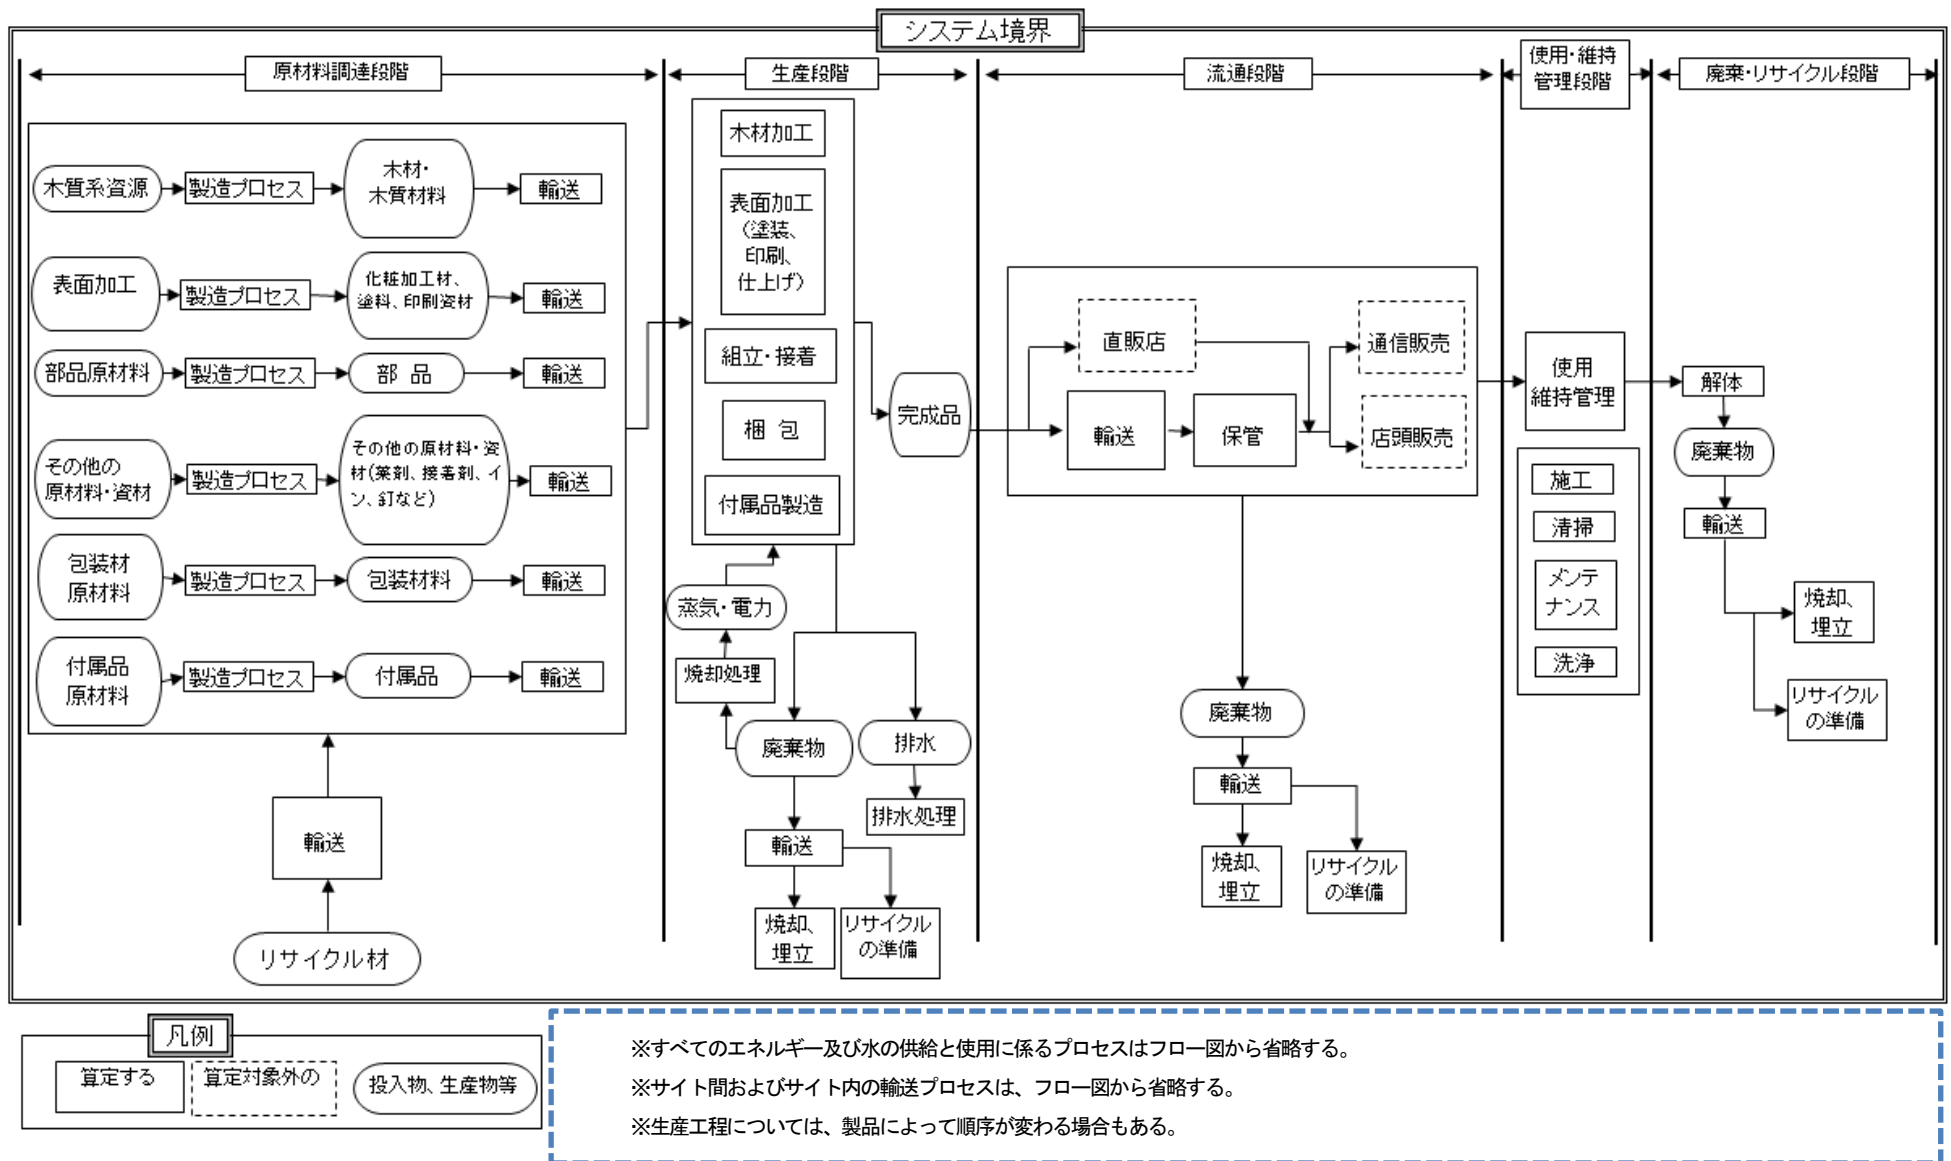 システム境界
原材料調達段階
生産段階
流通段階
使用・維持
管理段階
廃棄・リサイクル段階
木質系資源
製造プロセス
木材・
木質材料
輸送
表面加工
製造プロセス
化粧加工材、
塗料、印刷資材
輸送
部品原材料
製造プロセス
部 品
輸送
その他の
原材料・資材
製造プロセス
その他の原材料・資
材(薬剤、接着剤、イ
ン、釘など)
輸送
包装材
原材料
製造プロセス
包装材料
輸送
付属品
原材料
製造プロセス
付属品
輸送
輸送
リサイクル材
木材加工
表面加工
(塗装、
印刷、
仕上げ)
組立・接着
梱 包
付属品製造
蒸気・電力
焼却処理
廃棄物
排水
排水処理
輸送
焼却、
埋立
リサイクル
の準備
完成品
直販店
輸送
保管
通信販売
店頭販売
廃棄物
輸送
焼却、
埋立
リサイクル
の準備
使用
維持管理
施工
清掃
メンテ
ナンス
洗浄
解体
廃棄物
輸送
焼却、
埋立
リサイクル
の準備
凡例
算定する
算定対象外の
投入物、生産物等
※すべてのエネルギー及び水の供給と使用に係るプロセスはフロー図から省略する。
※サイト間およびサイト内の輸送プロセスは、フロー図から省略する。
※生産工程については、製品によって順序が変わる場合もある。